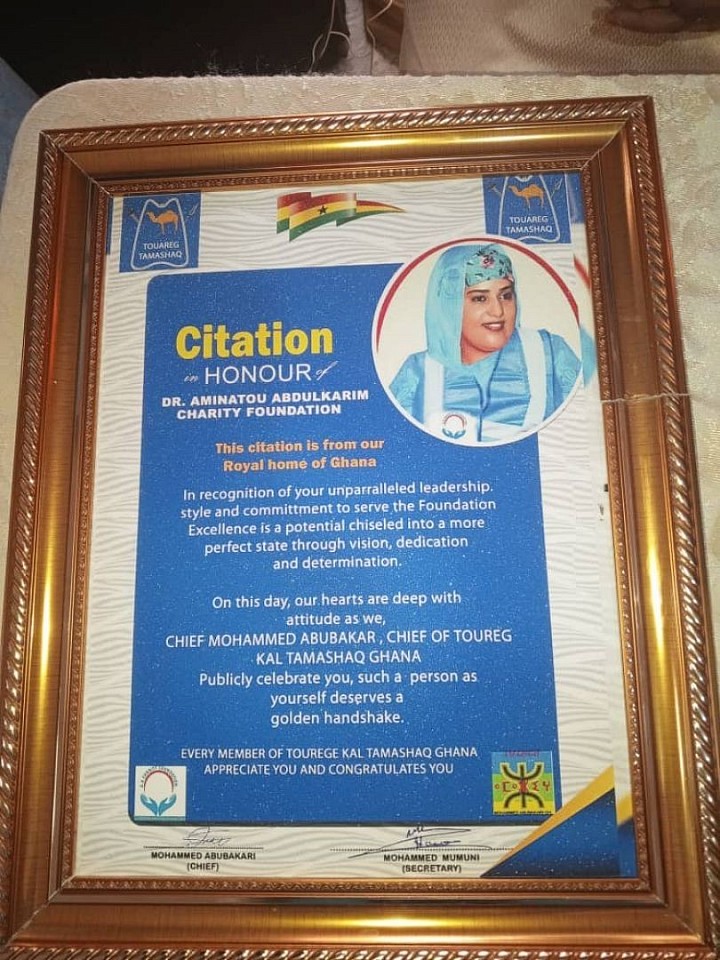 TOUAREG
TAMASHAQ
TOUAREG
TAMASHAQ
Citation
in HONOUR of
DR. AMINATOU ABDULKARIM
CHARITY FOUNDATION
This citation is from our
Royal home of Ghana
In recognition of your unparralleled leadership.
style and committment to serve the Foundation
Excellence is a potential chiseled into a more
perfect state through vision, dedication
and determination.
On this day, our hearts are deep with
attitude as we,
CHIEF MOHAMMED ABUBAKAR , CHIEF OF TOUREG
KAL TAMASHAQ GHANA
Publicly celebrate you, such a person as
yourself deserves a
golden handshake.
EVERY MEMBER OF TOUREGE KAL TAMASHAQ GHANA
APPRECIATE YOU AND CONGRATULATES YOU
MOHAMMED ABUBAKARI
(CHIEF)
MOHAMMED MUMUNI
(SECRETARY)